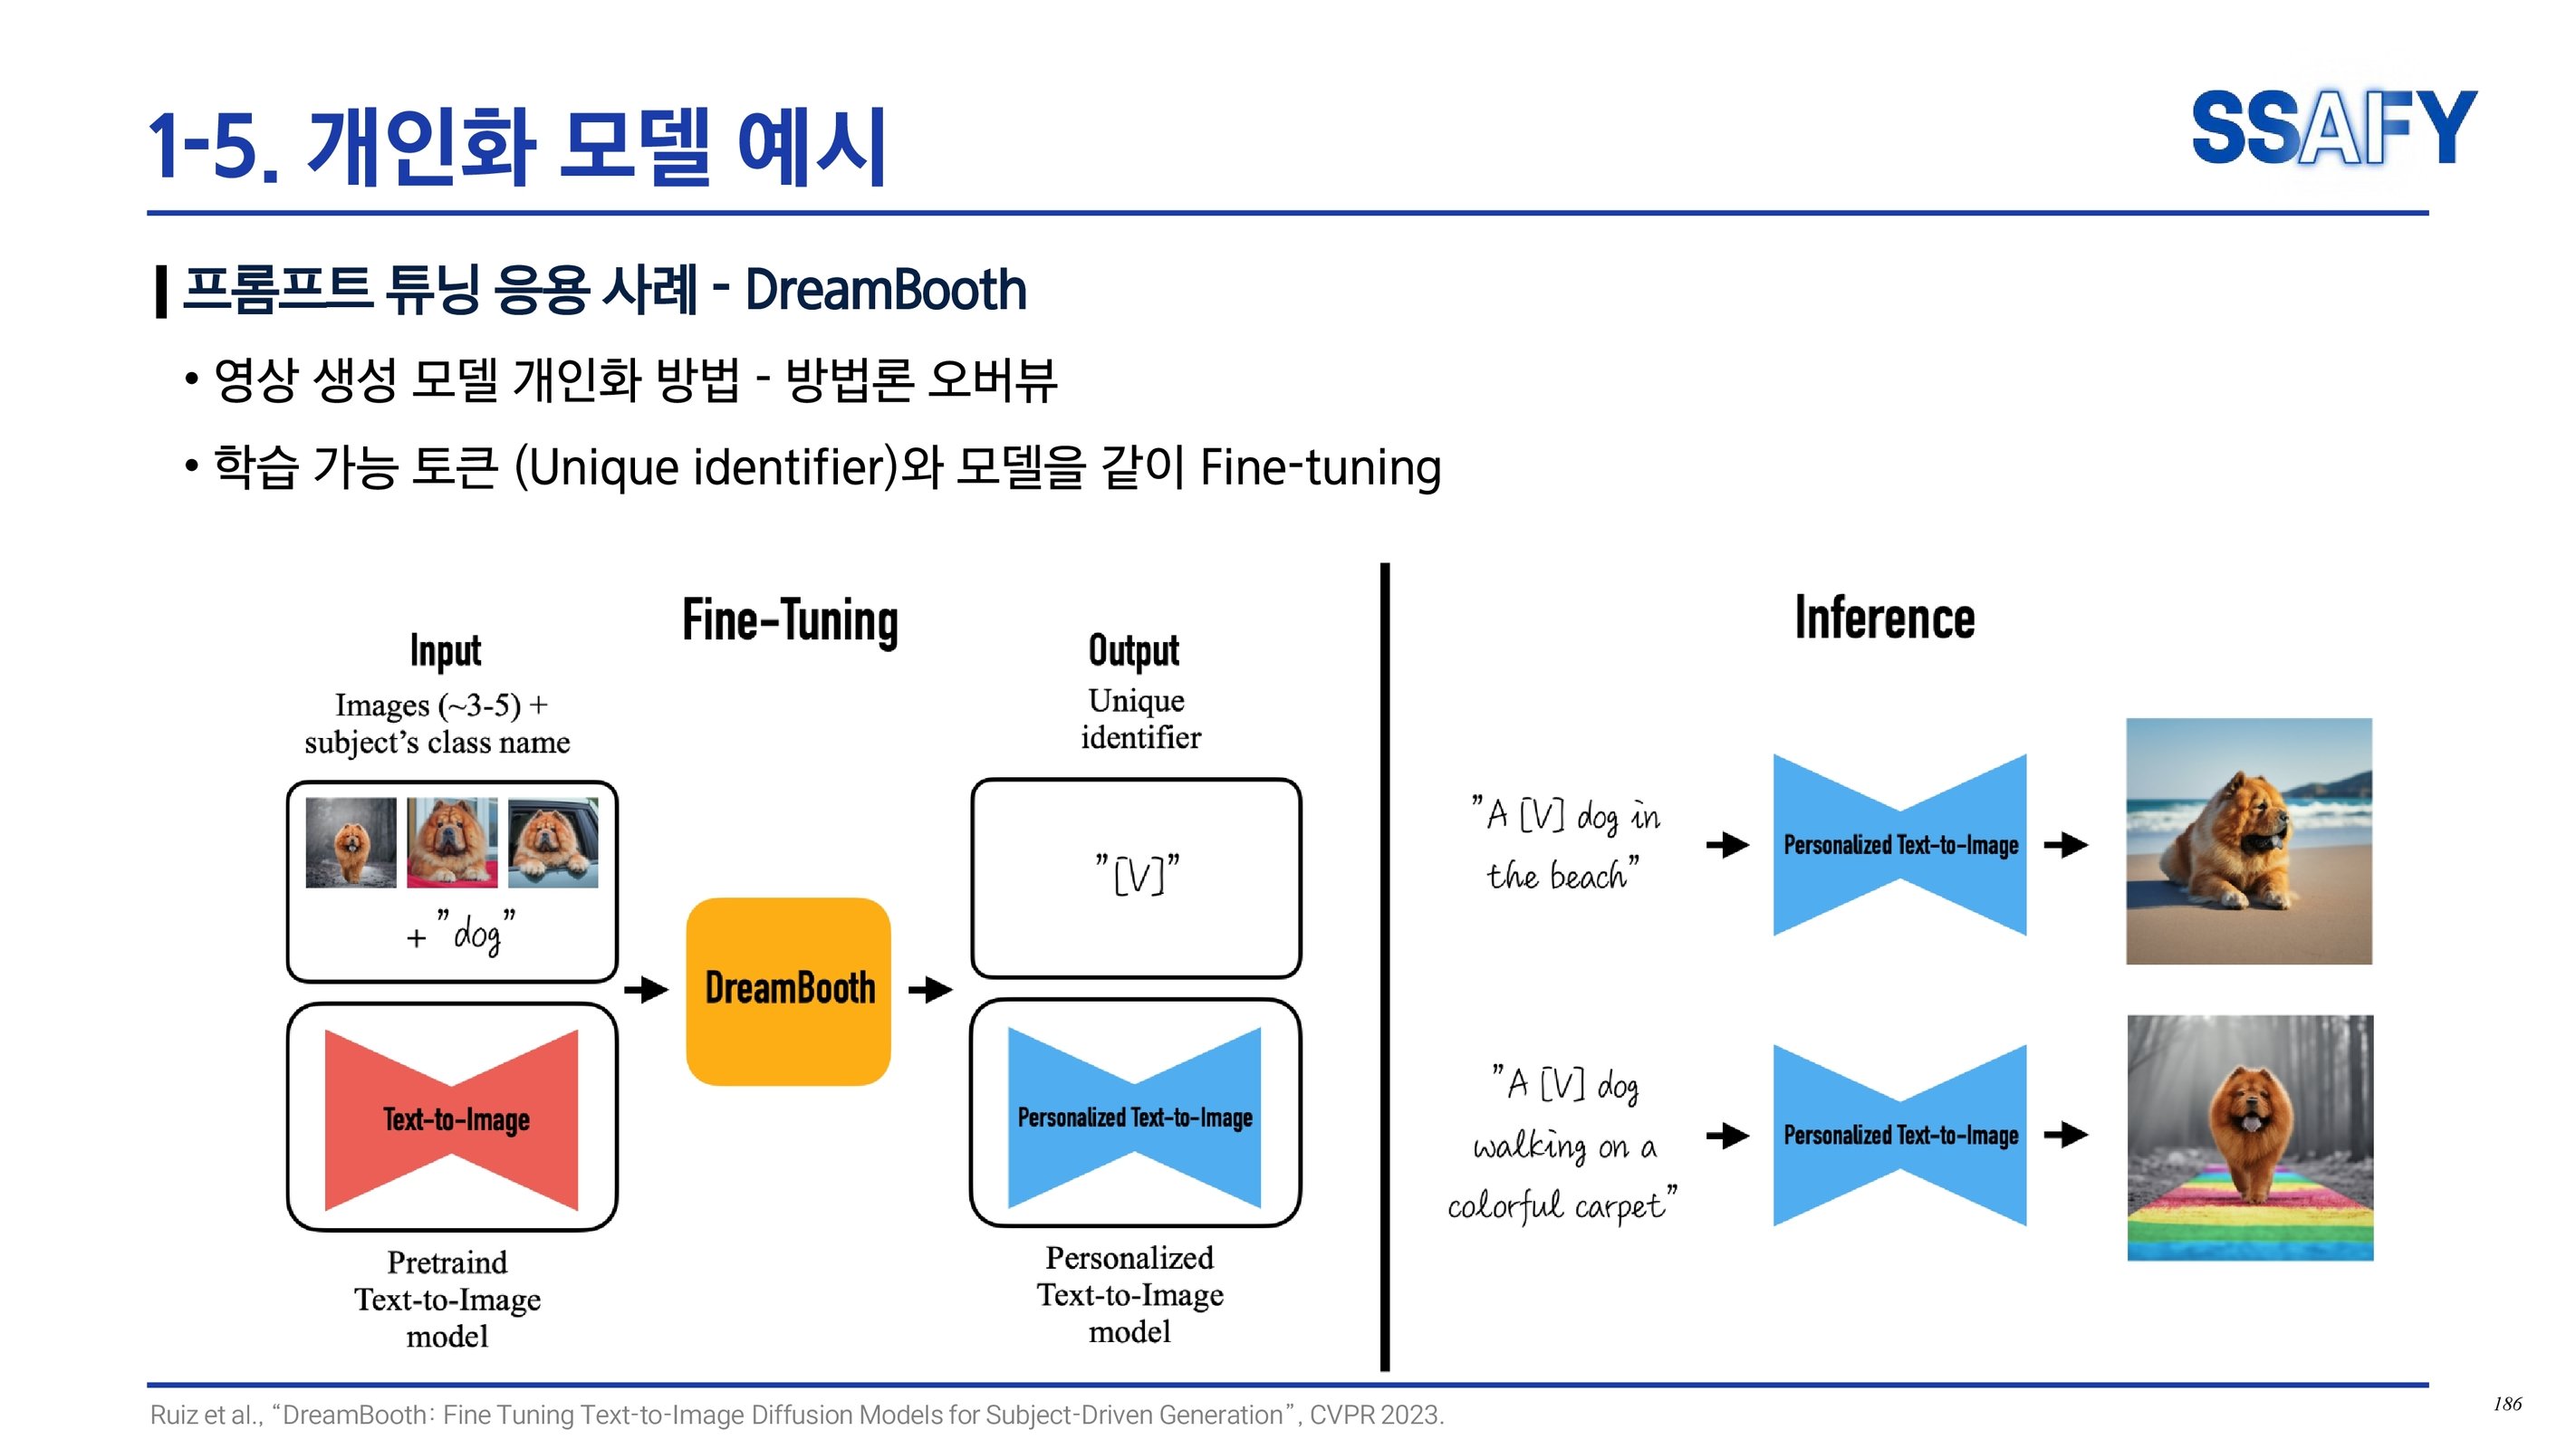 1-5. 개인화 모델 예시
SSAFY
프롬프트 튜닝 응용 사례 - DreamBooth
• 영상 생성 모델 개인화 방법 - 방법론 오버뷰
• 학습 가능 토큰 (Unique identifier)와 모델을 같이 Fine-tuning
Fine-Tuning
Input
Images (~3-5) +
subject's class name
+ "dog"
Text-to-Image
Pretraind
Text-to-Image
model
DreamBooth
Output
Unique
identifier
"[V]"
Personalized Text-to-Image
Personalized
Text-to-Image
model
Inference
"A [V] dog in
the beach"
Personalized Text-to-Image
"A [V] dog
walking on a
colorful carpet"
Personalized Text-to-Image
Ruiz et al., “DreamBooth: Fine Tuning Text-to-Image Diffusion Models for Subject-Driven Generation”, CVPR 2023.
186